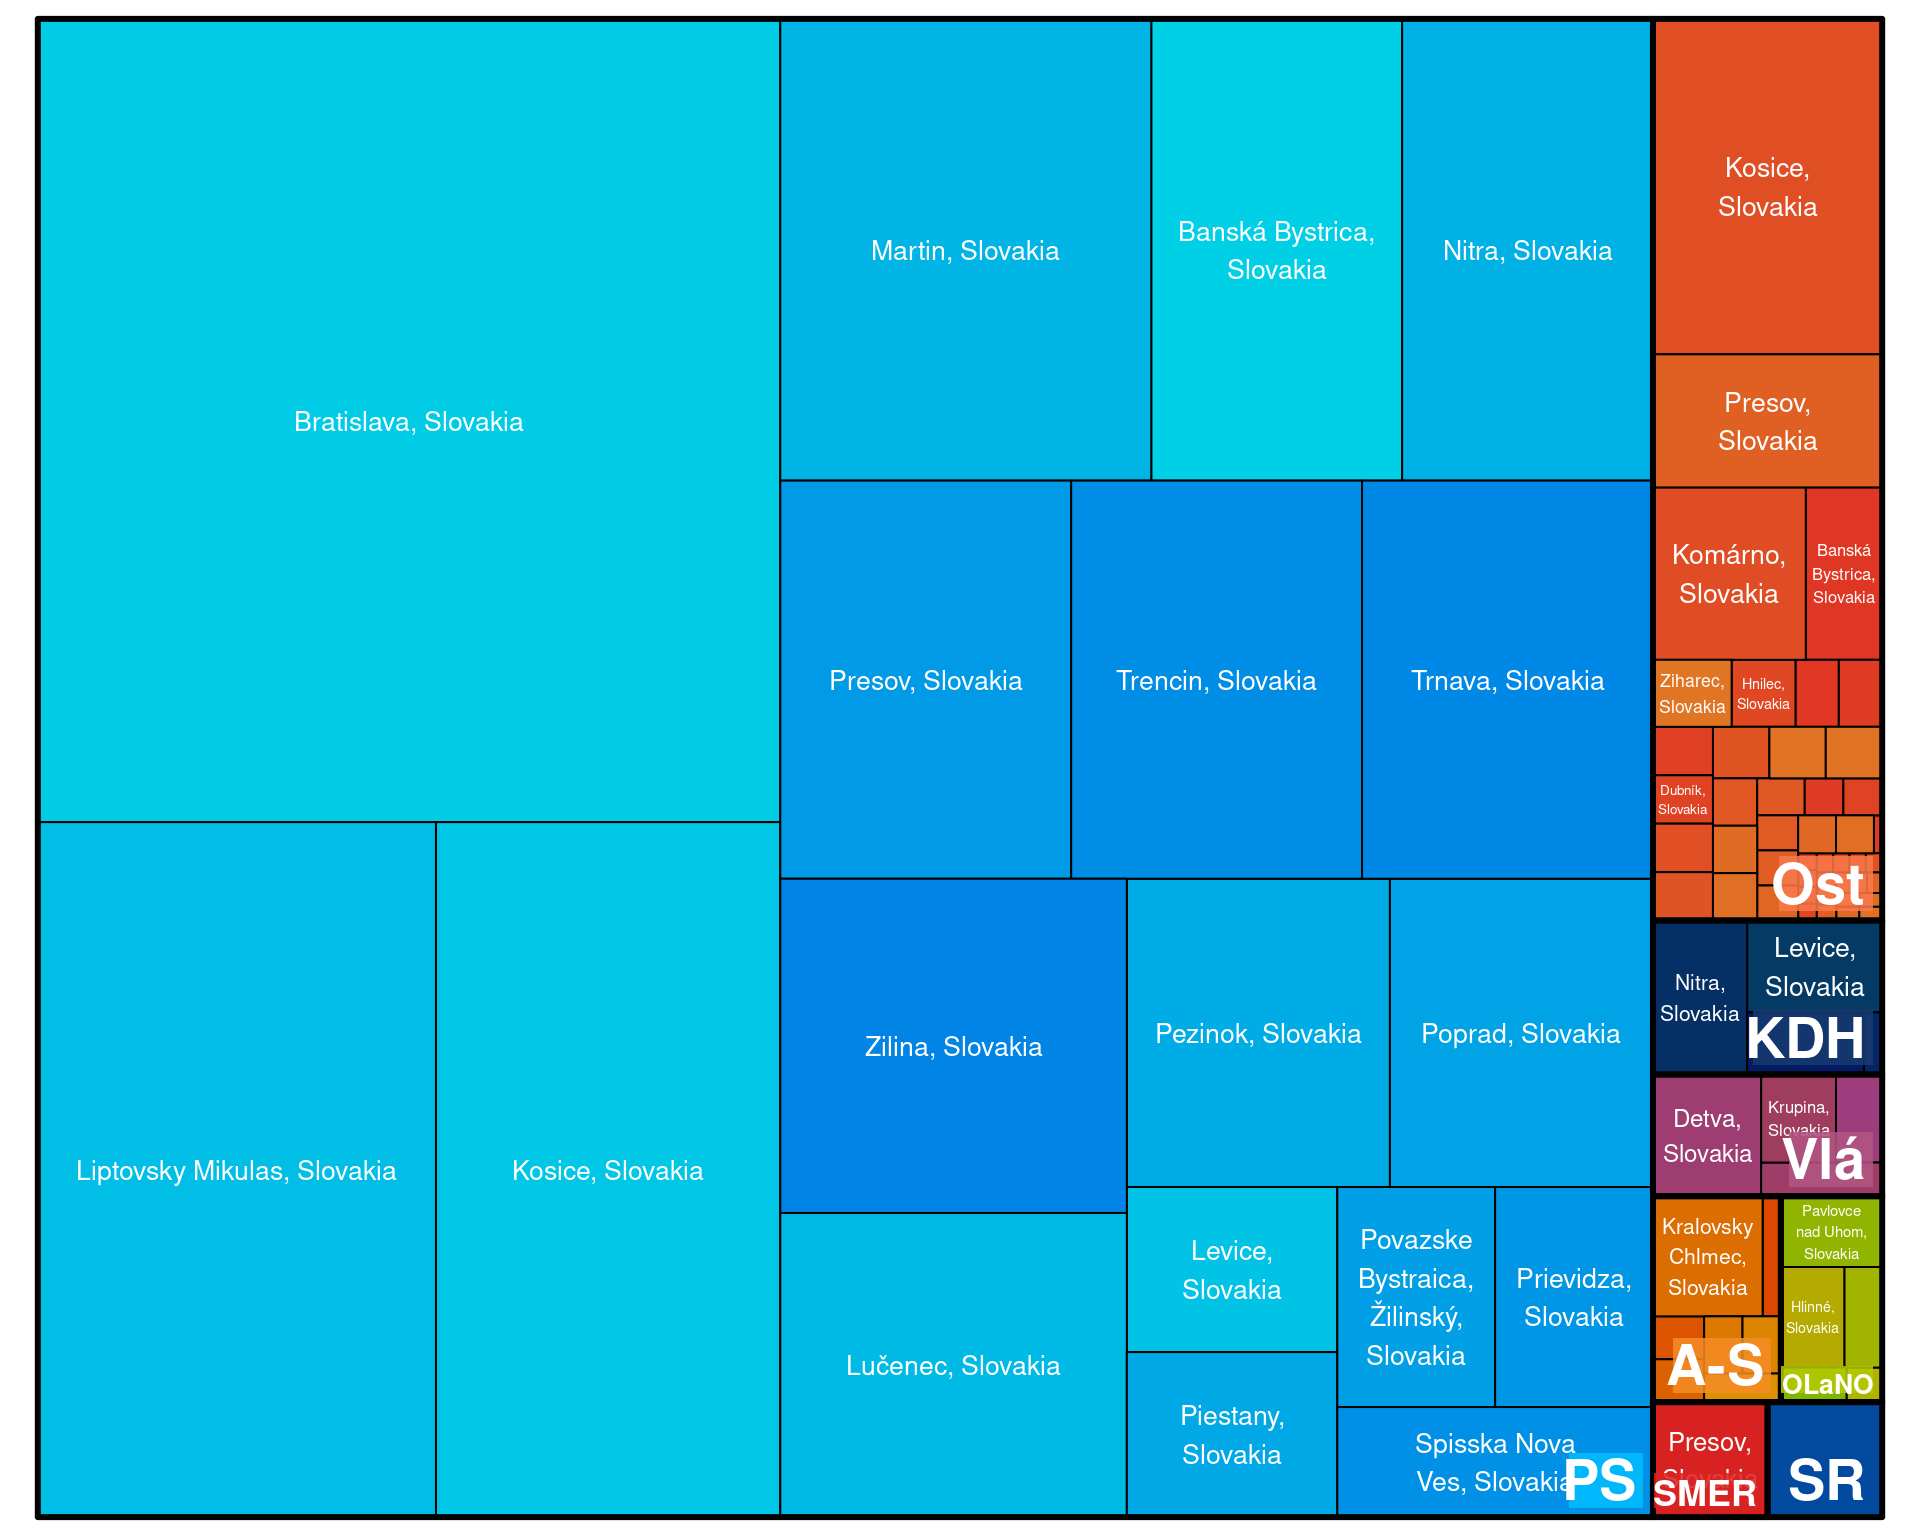 Bratislava, Slovakia
Liptovsky Mikulas, Slovakia
Kosice, Slovakia
Martin, Slovakia
Banská Bystrica,
Slovakia
Nitra, Slovakia
Presov, Slovakia
Trencin, Slovakia
Trnava, Slovakia
Zilina, Slovakia
Lučenec, Slovakia
Pezinok, Slovakia
Poprad, Slovakia
Levice,
Slovakia
Piestany,
Slovakia
Povazske
Bystraica,
Žilinský,
Slovakia
Prievidza,
Slovakia
Spisska Nova
Ves, Slovakia
PS
Kosice,
Slovakia
Presov,
Slovakia
Komárno,
Slovakia
Banská
Bystrica,
Slovakia
Ziharec,
Slovakia
Hnilec,
Slovakia
Dubník,
Slovakia
Ost
Nitra,
Slovakia
Levice,
Slovakia
KDH
Detva,
Slovakia
Krupina,
Slovakia
Vlá
Kralovsky
Chlmec,
Slovakia
A-S
Pavlovce
nad Uhom,
Slovakia
Hlinné,
Slovakia
OLaNO
Presov,
Slovakia
SMER
SR